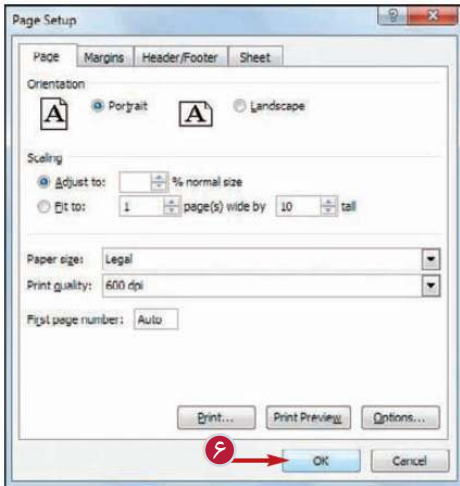 Page Setup
Page Margins Header/Footer Sheet
Orientation
A Portrait A Landscape
Scaling
Adjust to: % normal size
Fit to: 1 page(s) wide by 10 tall
Paper size: Legal
Print quality: 600 dpi
First page number: Auto
Print... Print Preview Options...
۶
OK Cancel